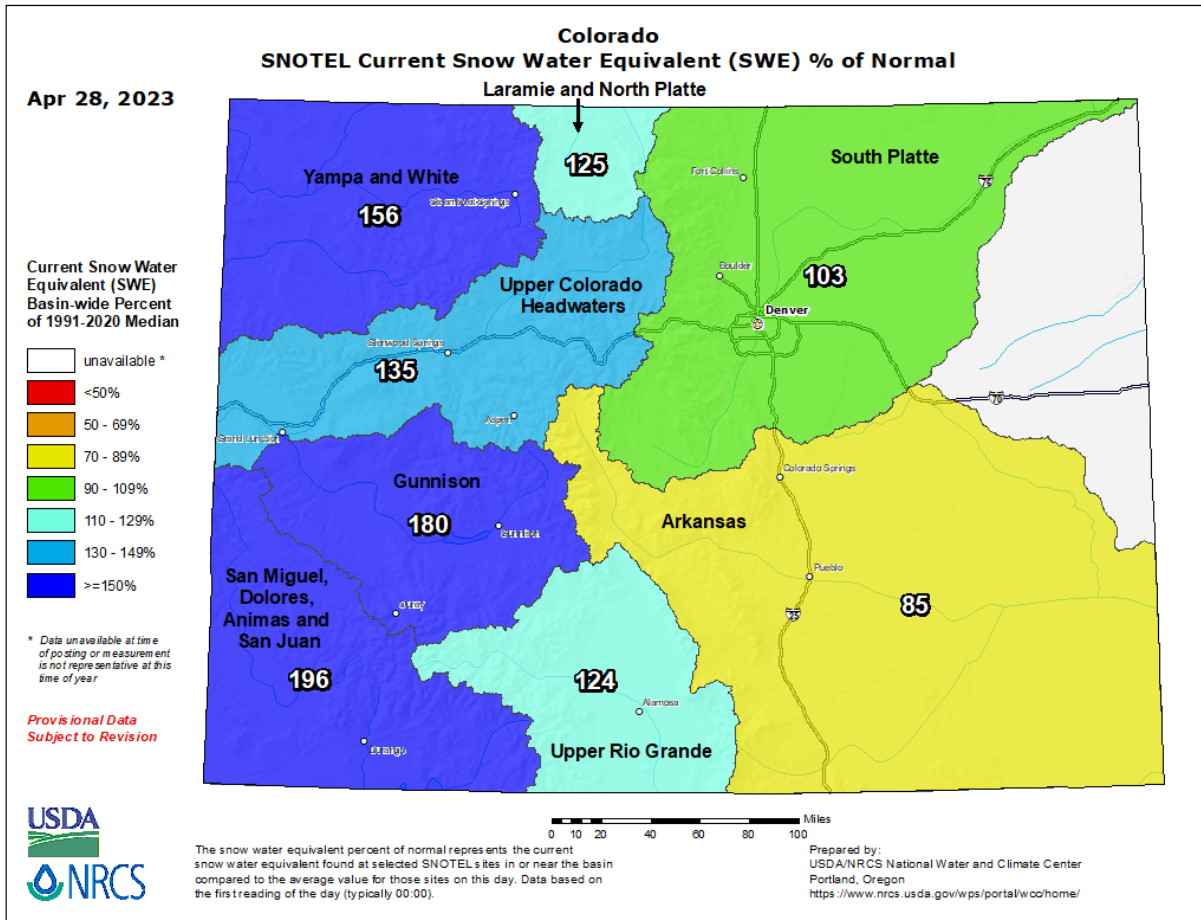 Colorado
SNOTEL Current Snow Water Equivalent (SWE) % of Normal
Apr 28, 2023
Laramie and North Platte
125
South Platte
Fort Collins
76
Yampa and White
Steamboat Springs
156
Current Snow Water
Equivalent (SWE)
Basin-wide Percent
of 1991-2020 Median
unavailable *
<50%
50 - 69%
70 - 89%
90 - 109%
110 - 129%
130 - 149%
>=150%
Upper Colorado
Headwaters
Boulder
103
Denver
Glenwood Springs
135
Aspen
70
Grand Junction
Gunnison
180
Gunnison
Colorado Springs
Arkansas
Pueblo
85
25
San Miguel,
Dolores,
Animas and
San Juan
Ouray
196
Durango
124
Alamosa
Upper Rio Grande
* Data unavailable at time
of posting or measurement
is not representative at this
time of year
Provisional Data
Subject to Revision
Miles
0 10 20 40 60 80 100
USDA
NRCS
The snow water equivalent percent of normal represents the current
snow water equivalent found at selected SNOTEL sites in or near the basin
compared to the average value for those sites on this day. Data based on
the first reading of the day (typically 00:00).
Prepared by:
USDA/NRCS National Water and Climate Center
Portland, Oregon
https://www.nrcs.usda.gov/wps/portal/wcc/home/